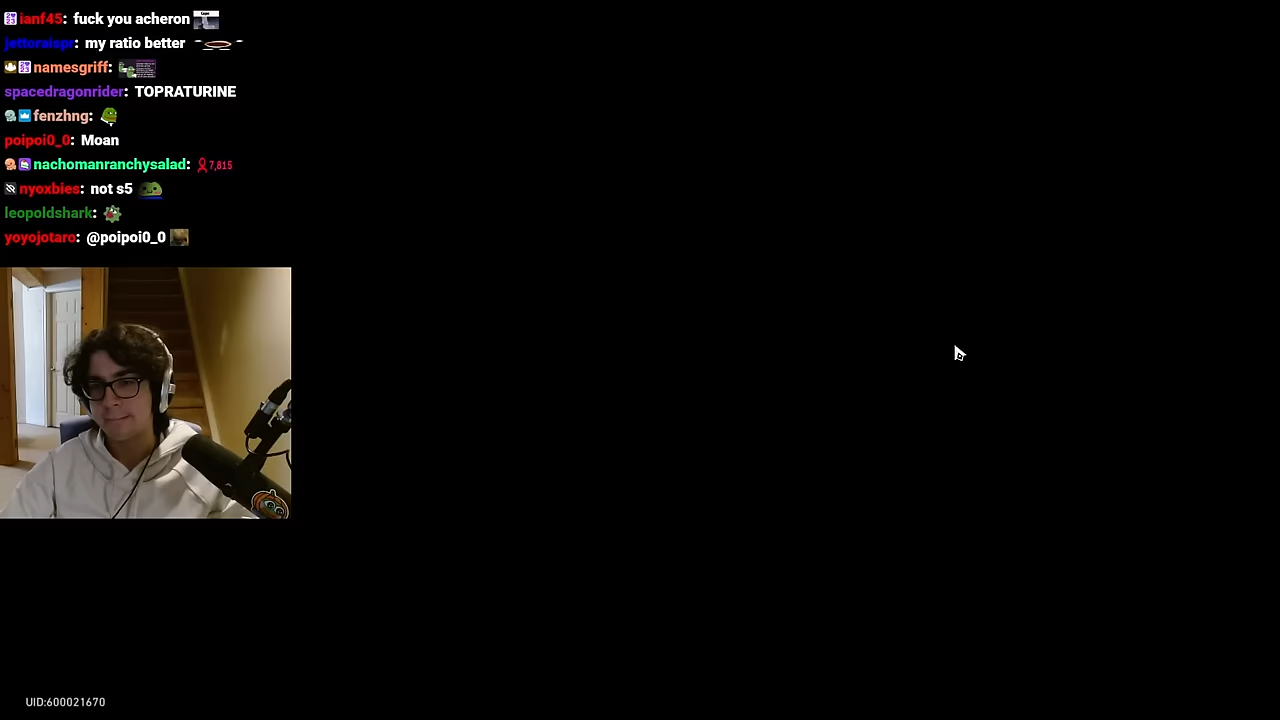 ianf45: fuck you acheron
jettoraispr: my ratio better
namesgriff:
spacedragonrider: TOPRATURINE
fenzhng:
poipoi0_0: Moan
nachomanranchysalad: 7,815
nyoxbies: not s5
leopoldshark:
yoyojotaro: @poipoi0_0
UID:600021670